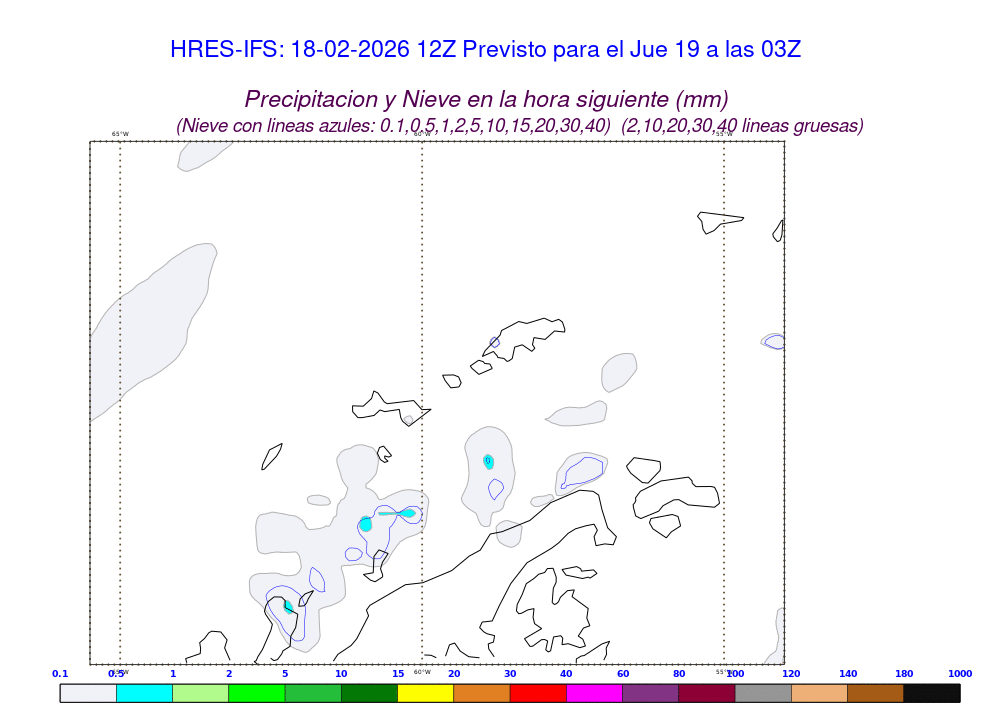 HRES-IFS: 18-02-2026 12Z Previsto para el Jue 19 a las 03Z
Precipitacion y Nieve en la hora siguiente (mm)
(Nieve con lineas azules: 0.1,0.5,1,2,5,10,15,20,30,40) (2,10,20,30,40 lineas gruesas)
65°W 60°W 55°W
65°W 60°W 55°W
0.1 0.5 1 2 5 10 15 20 30 40 60 80 100 120 140 180 1000